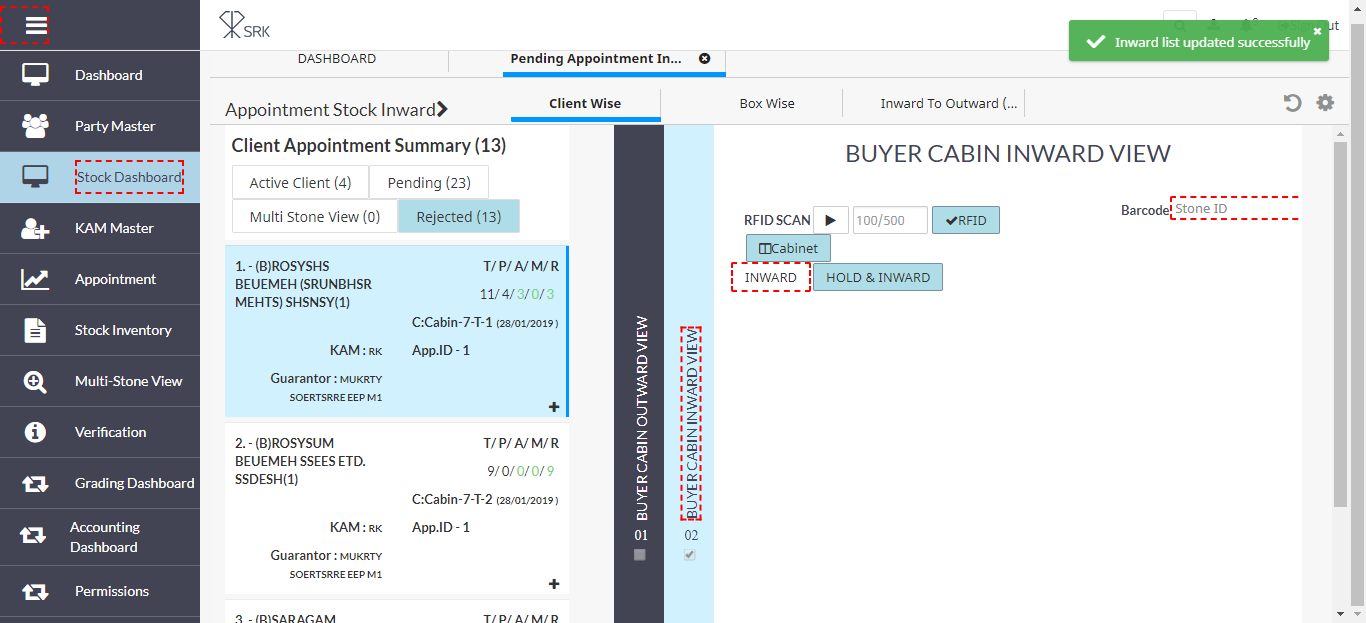 SRK
Sign out
Inward list updated successfully
DASHBOARD
Pending Appointment In...
Appointment Stock Inward
Client Wise
Box Wise
Inward To Outward (...
Dashboard
Party Master
Stock Dashboard
KAM Master
Appointment
Stock Inventory
Multi-Stone View
Verification
Grading Dashboard
Accounting
Dashboard
Permissions
Client Appointment Summary (13)
Active Client (4)
Pending (23)
Multi Stone View (0)
Rejected (13)
1. - (B)ROSYSHS
BEUEMEH (SRUNBHSR
MEHTS) SHSNSY(1)
T/ P/ A/ M/ R
11/ 4/ 3/ 0/ 3
C:Cabin-7-T-1 (28/01/2019 )
KAM : RK
App.ID - 1
Guarantor : MUKRTY
SOERTSRRE EEP M1
2. - (B)ROSYSUM
BEUEMEH SSEES ETD.
SSDESH(1)
T/ P/ A/ M/ R
9/ 0/ 0/ 0/ 9
C:Cabin-7-T-2 (28/01/2019 )
KAM : RK
App.ID - 1
Guarantor : MUKRTY
SOERTSRRE EEP M1
3. - (B)SARAGAM
T/ P/ A/ M/ R
BUYER CABIN OUTWARD VIEW
01
BUYER CABIN INWARD VIEW
02
BUYER CABIN INWARD VIEW
RFID SCAN
100/500
RFID
Barcode
Stone ID
Cabinet
INWARD
HOLD & INWARD